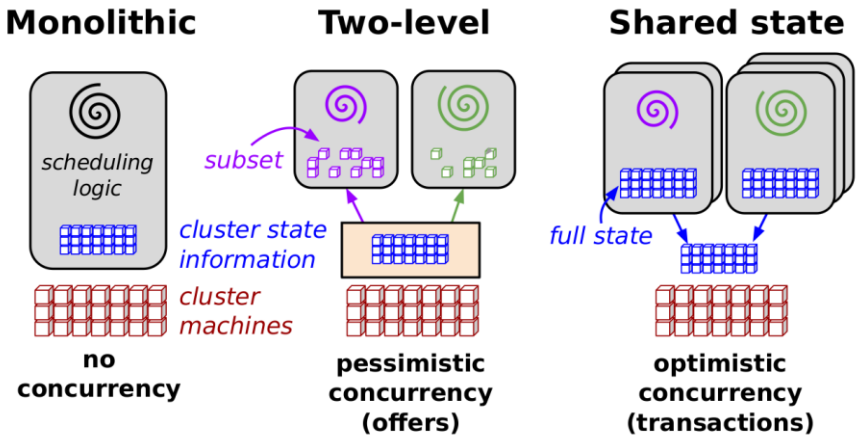 Monolithic
Two-level
Shared state
scheduling
logic
subset
cluster state
information
full state
cluster
machines
no
concurrency
pessimistic
concurrency
(offers)
optimistic
concurrency
(transactions)